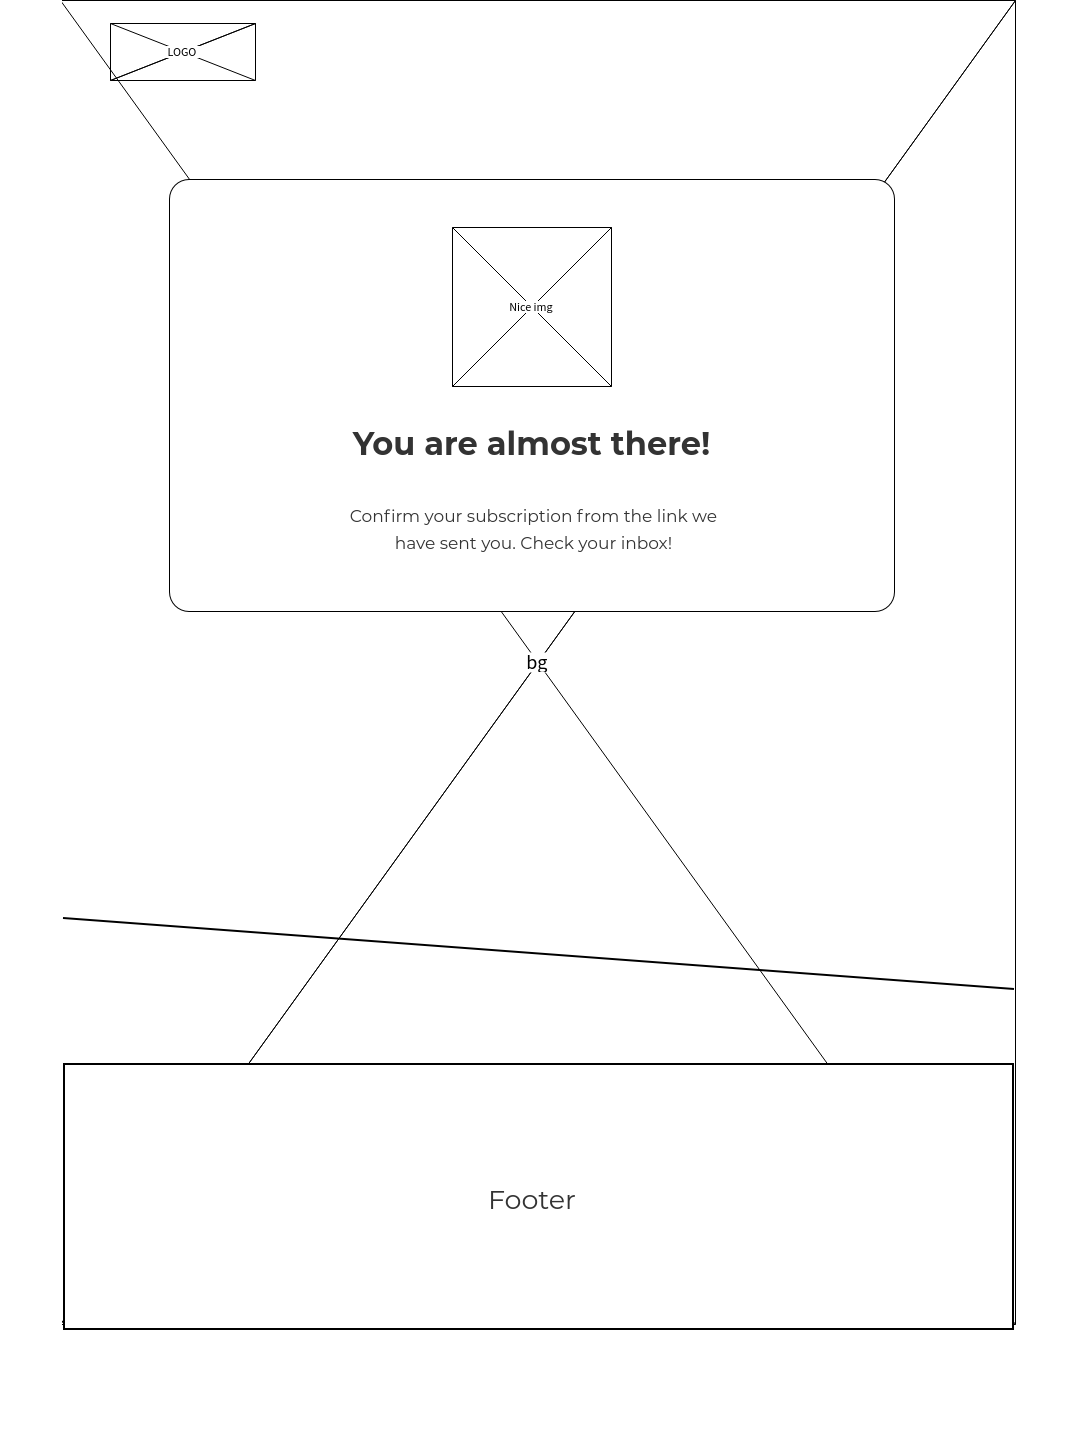 LOGO
Nice img
You are almost there!
Confirm your subscription from the link we
have sent you. Check your inbox!
bg
Footer